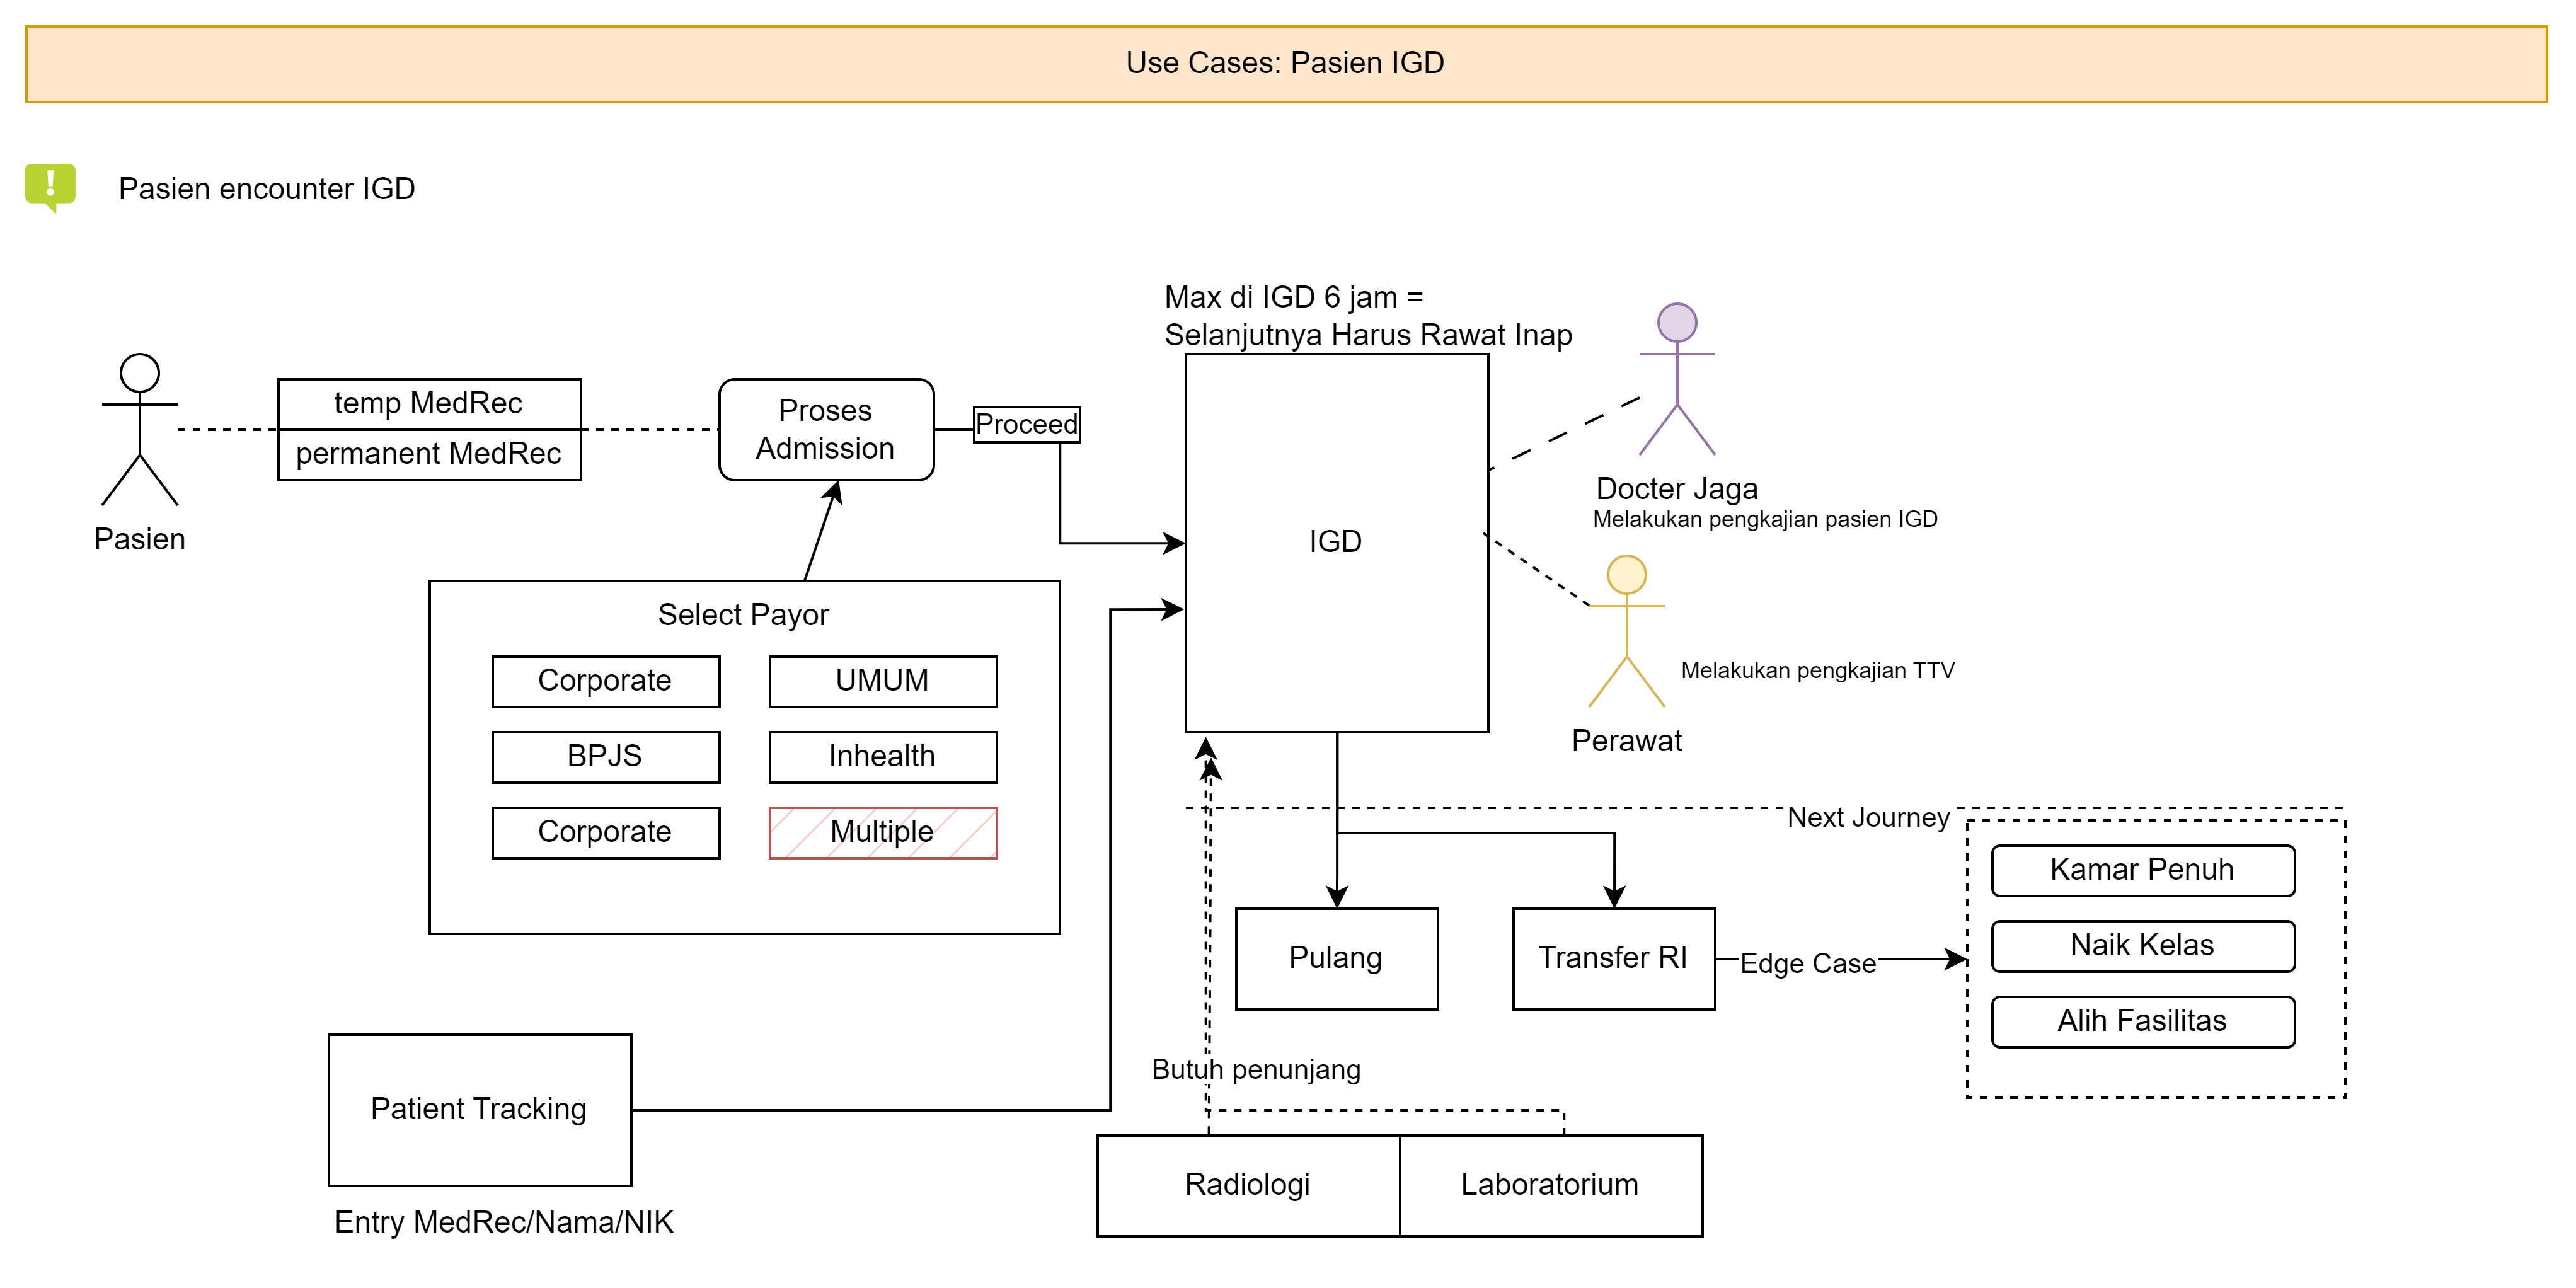 Use Cases: Pasien IGD
!
Pasien encounter IGD
Max di IGD 6 jam =
Selanjutnya Harus Rawat Inap
temp MedRec
permanent MedRec
Pasien
Proses
Admission
Proceed
IGD
Docter Jaga
Melakukan pengkajian pasien IGD
Melakukan pengkajian TTV
Perawat
Select Payor
Corporate
UMUM
BPJS
Inhealth
Corporate
Multiple
Next Journey
Kamar Penuh
Naik Kelas
Alih Fasilitas
Pulang
Transfer RI
Edge Case
Butuh penunjang
Patient Tracking
Entry MedRec/Nama/NIK
Radiologi
Laboratorium